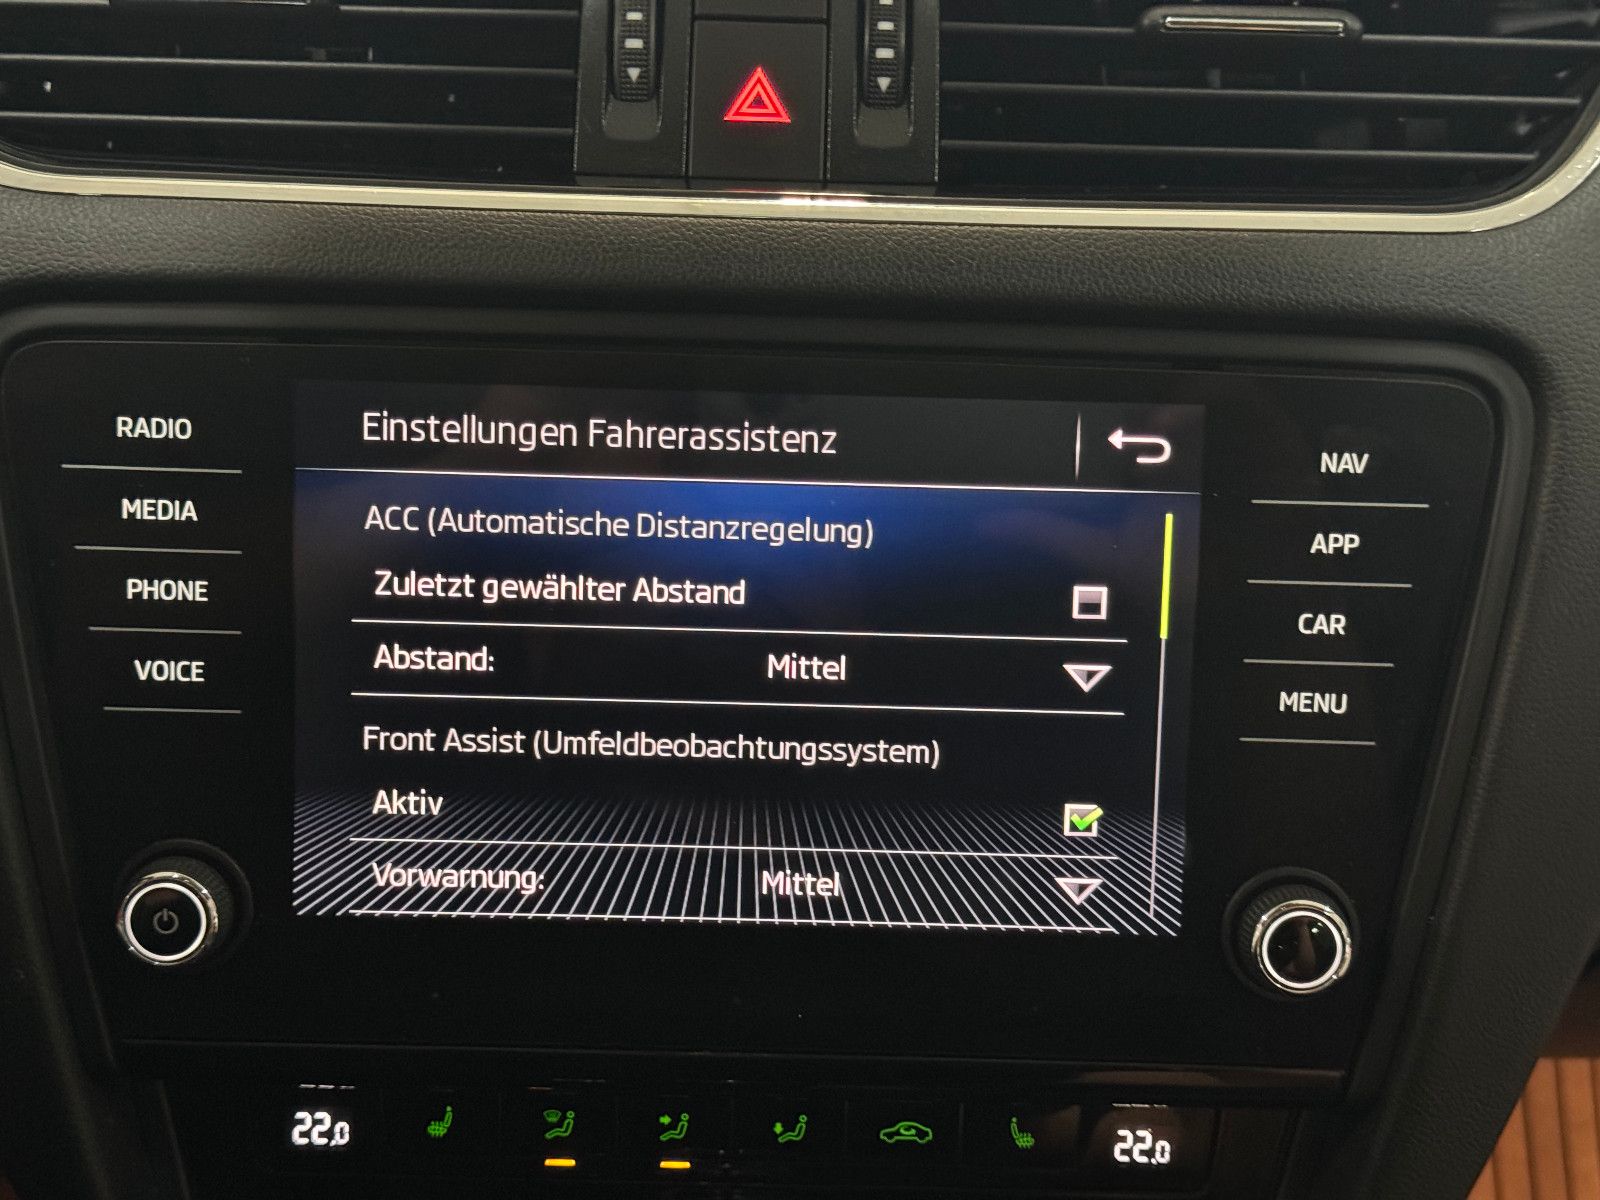 RADIO
MEDIA
PHONE
VOICE
Einstellungen Fahrerassistenz
ACC (Automatische Distanzregelung)
Zuletzt gewählter Abstand
Abstand: Mittel
Front Assist (Umfeldbeobachtungssystem)
Aktiv
Vorwarnung: Mittel
NAV
APP
CAR
MENU
22.0
22.0